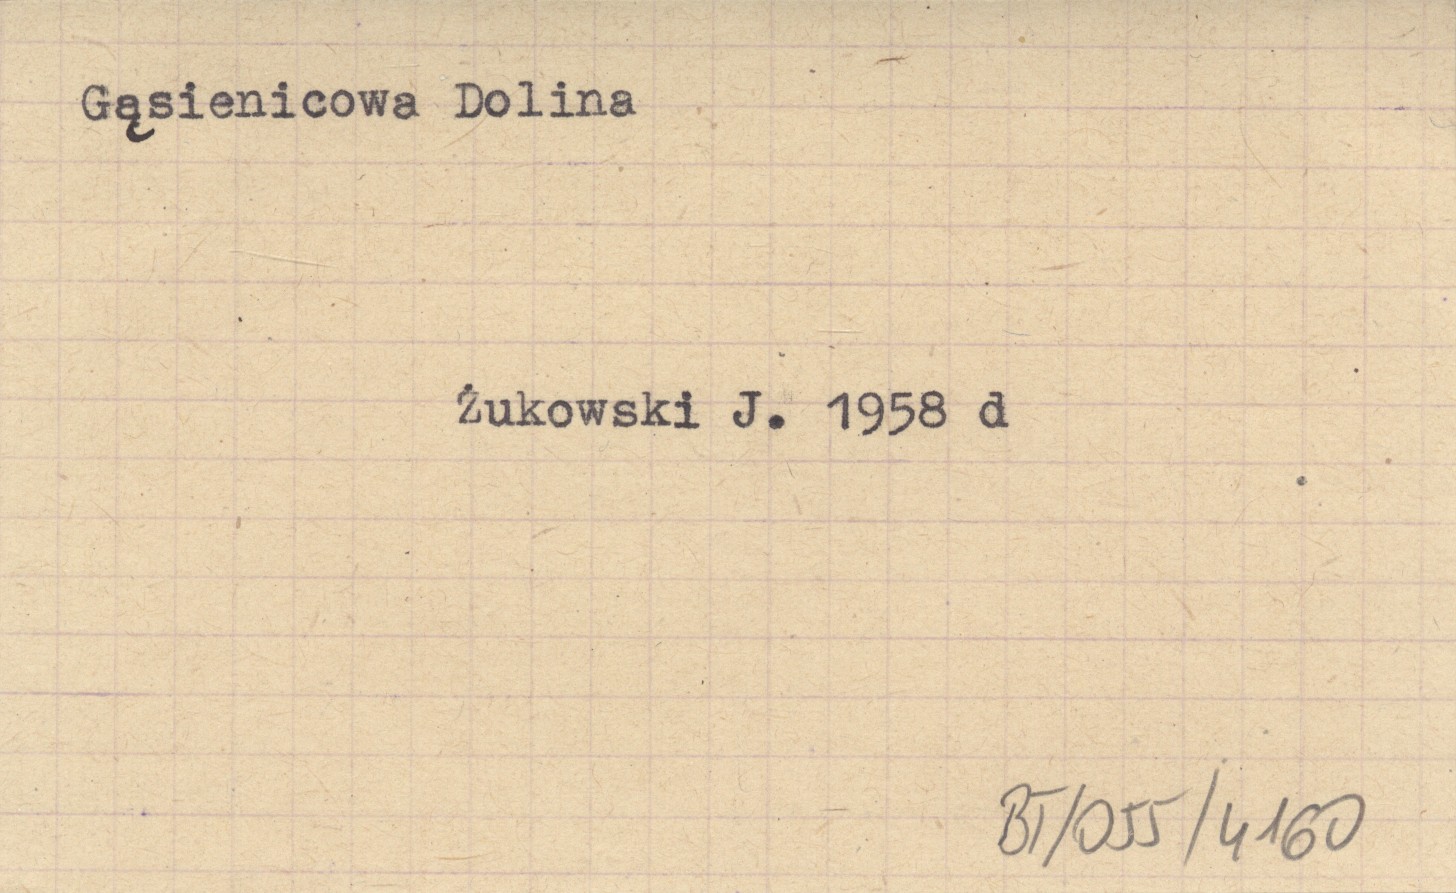 Gąsienicowa Dolina
Żukowski J. 1958 d
BT/055/4160